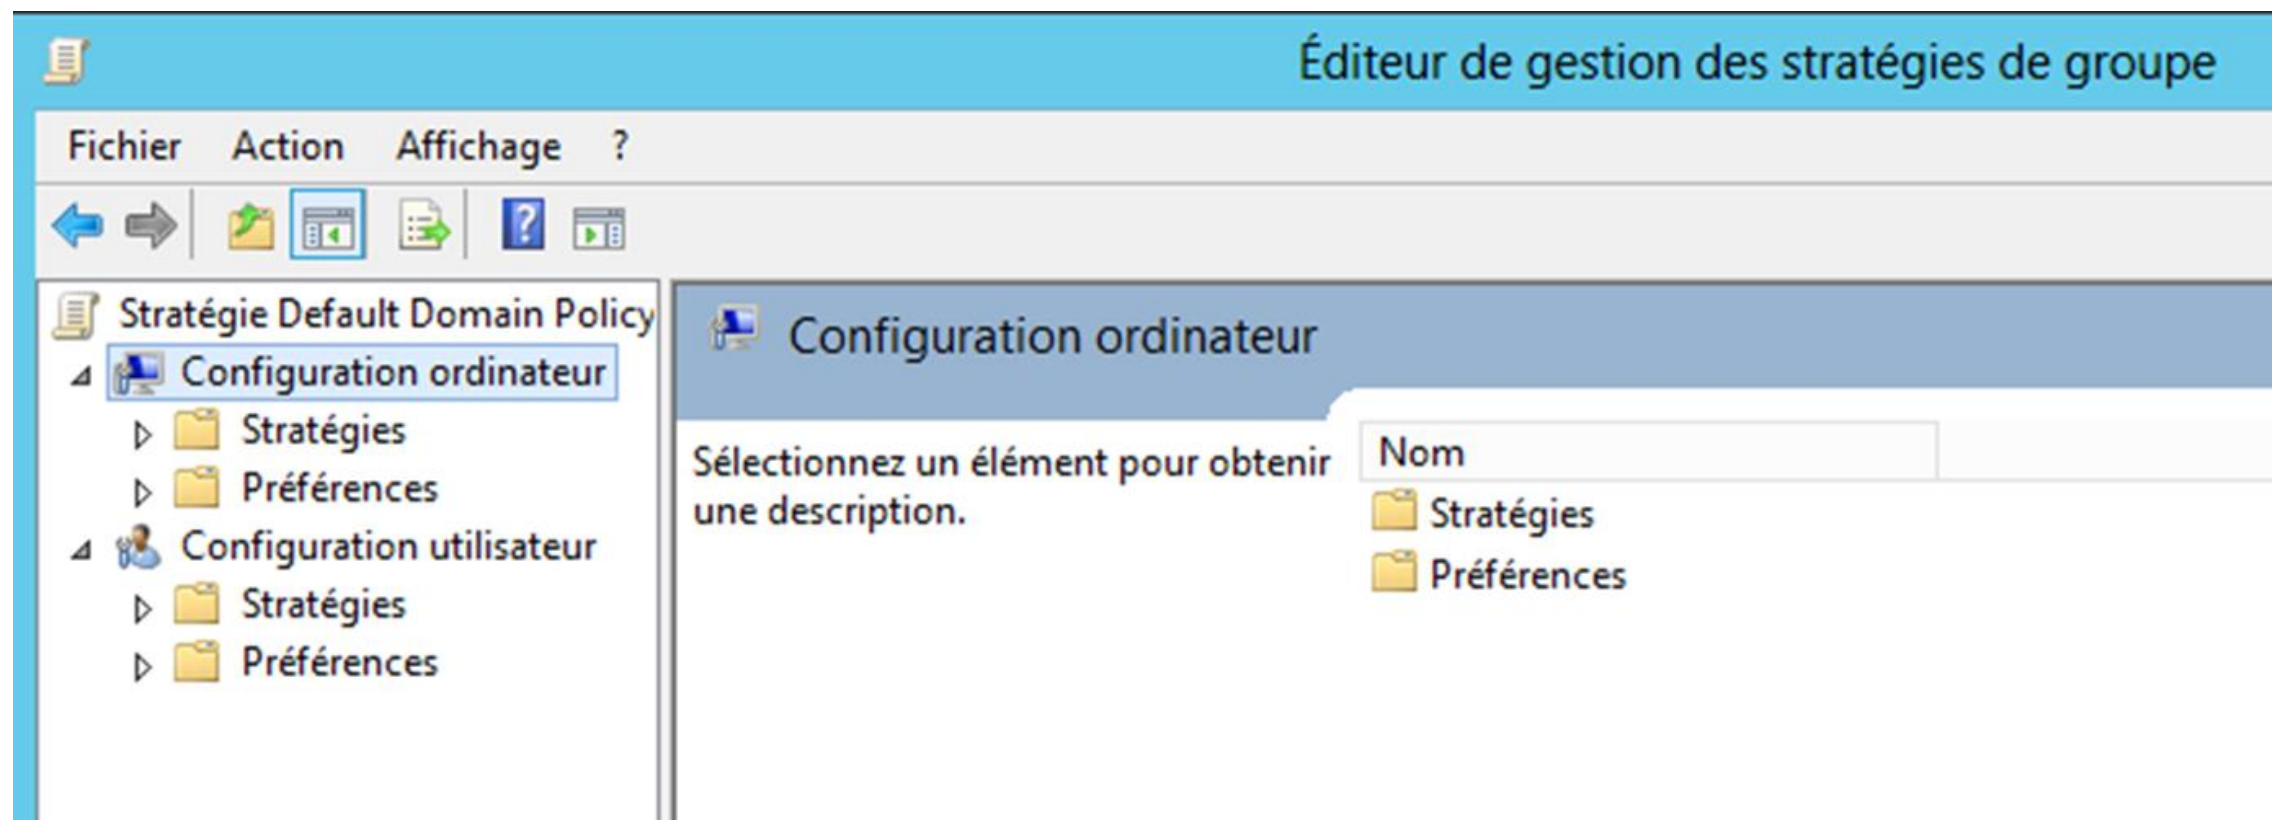 Éditeur de gestion des stratégies de groupe
Fichier Action Affichage ?
Stratégie Default Domain Policy
Configuration ordinateur
Stratégies
Préférences
Configuration utilisateur
Stratégies
Préférences
Configuration ordinateur
Sélectionnez un élément pour obtenir
une description.
Nom
Stratégies
Préférences